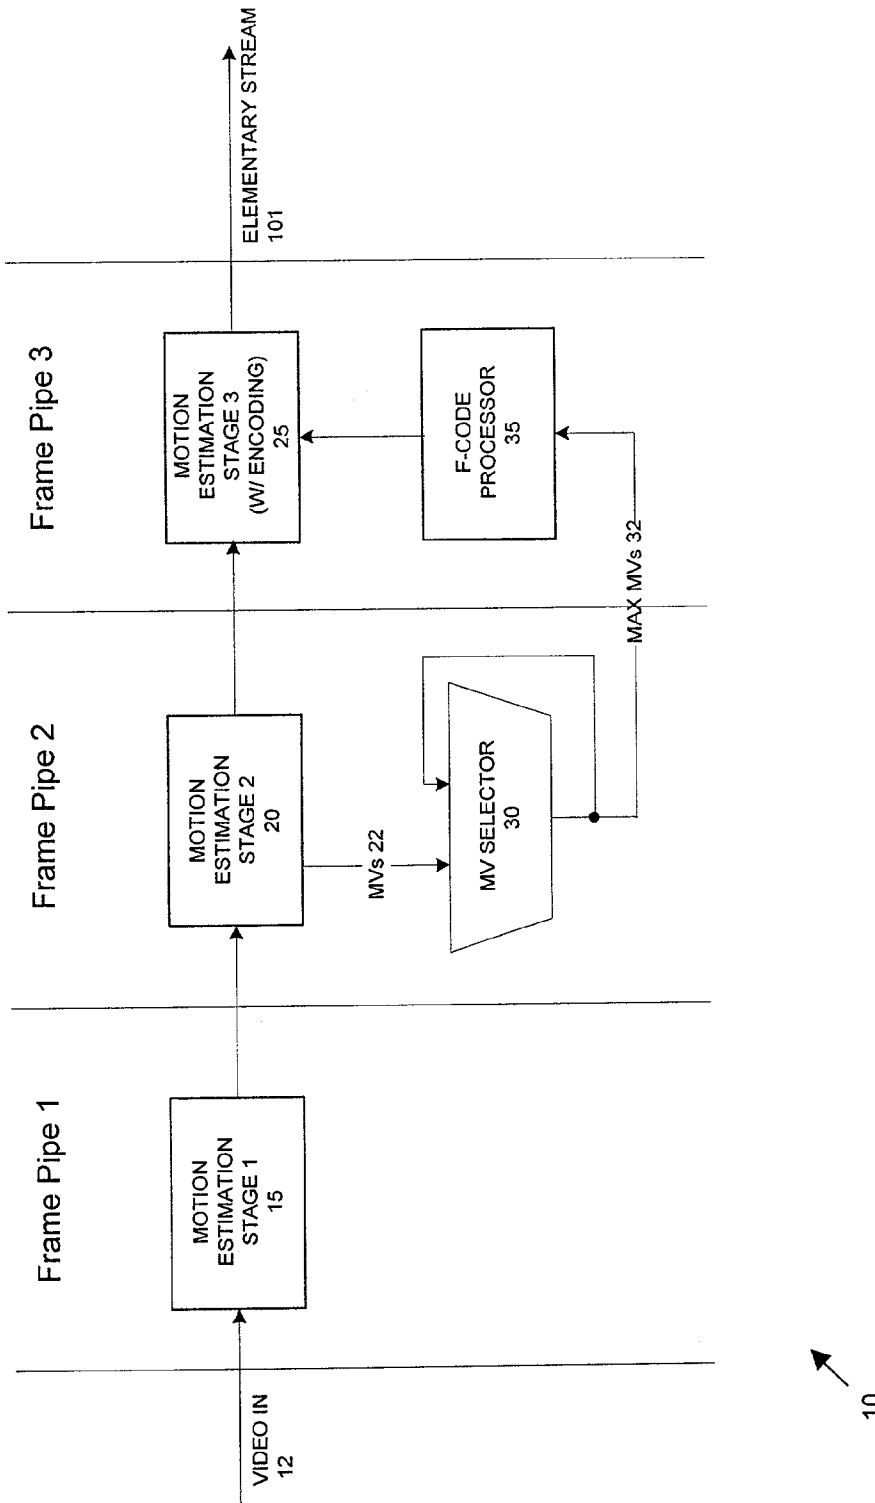 Frame Pipe 1
Frame Pipe 2
Frame Pipe 3
VIDEO IN
12
MOTION
ESTIMATION
STAGE 1
15
MOTION
ESTIMATION
STAGE 2
20
MOTION
ESTIMATION
STAGE 3
(W/ ENCODING)
25
ELEMENTARY STREAM
101
MVs 22
MV SELECTOR
30
F-CODE
PROCESSOR
35
MAX MVs 32
10